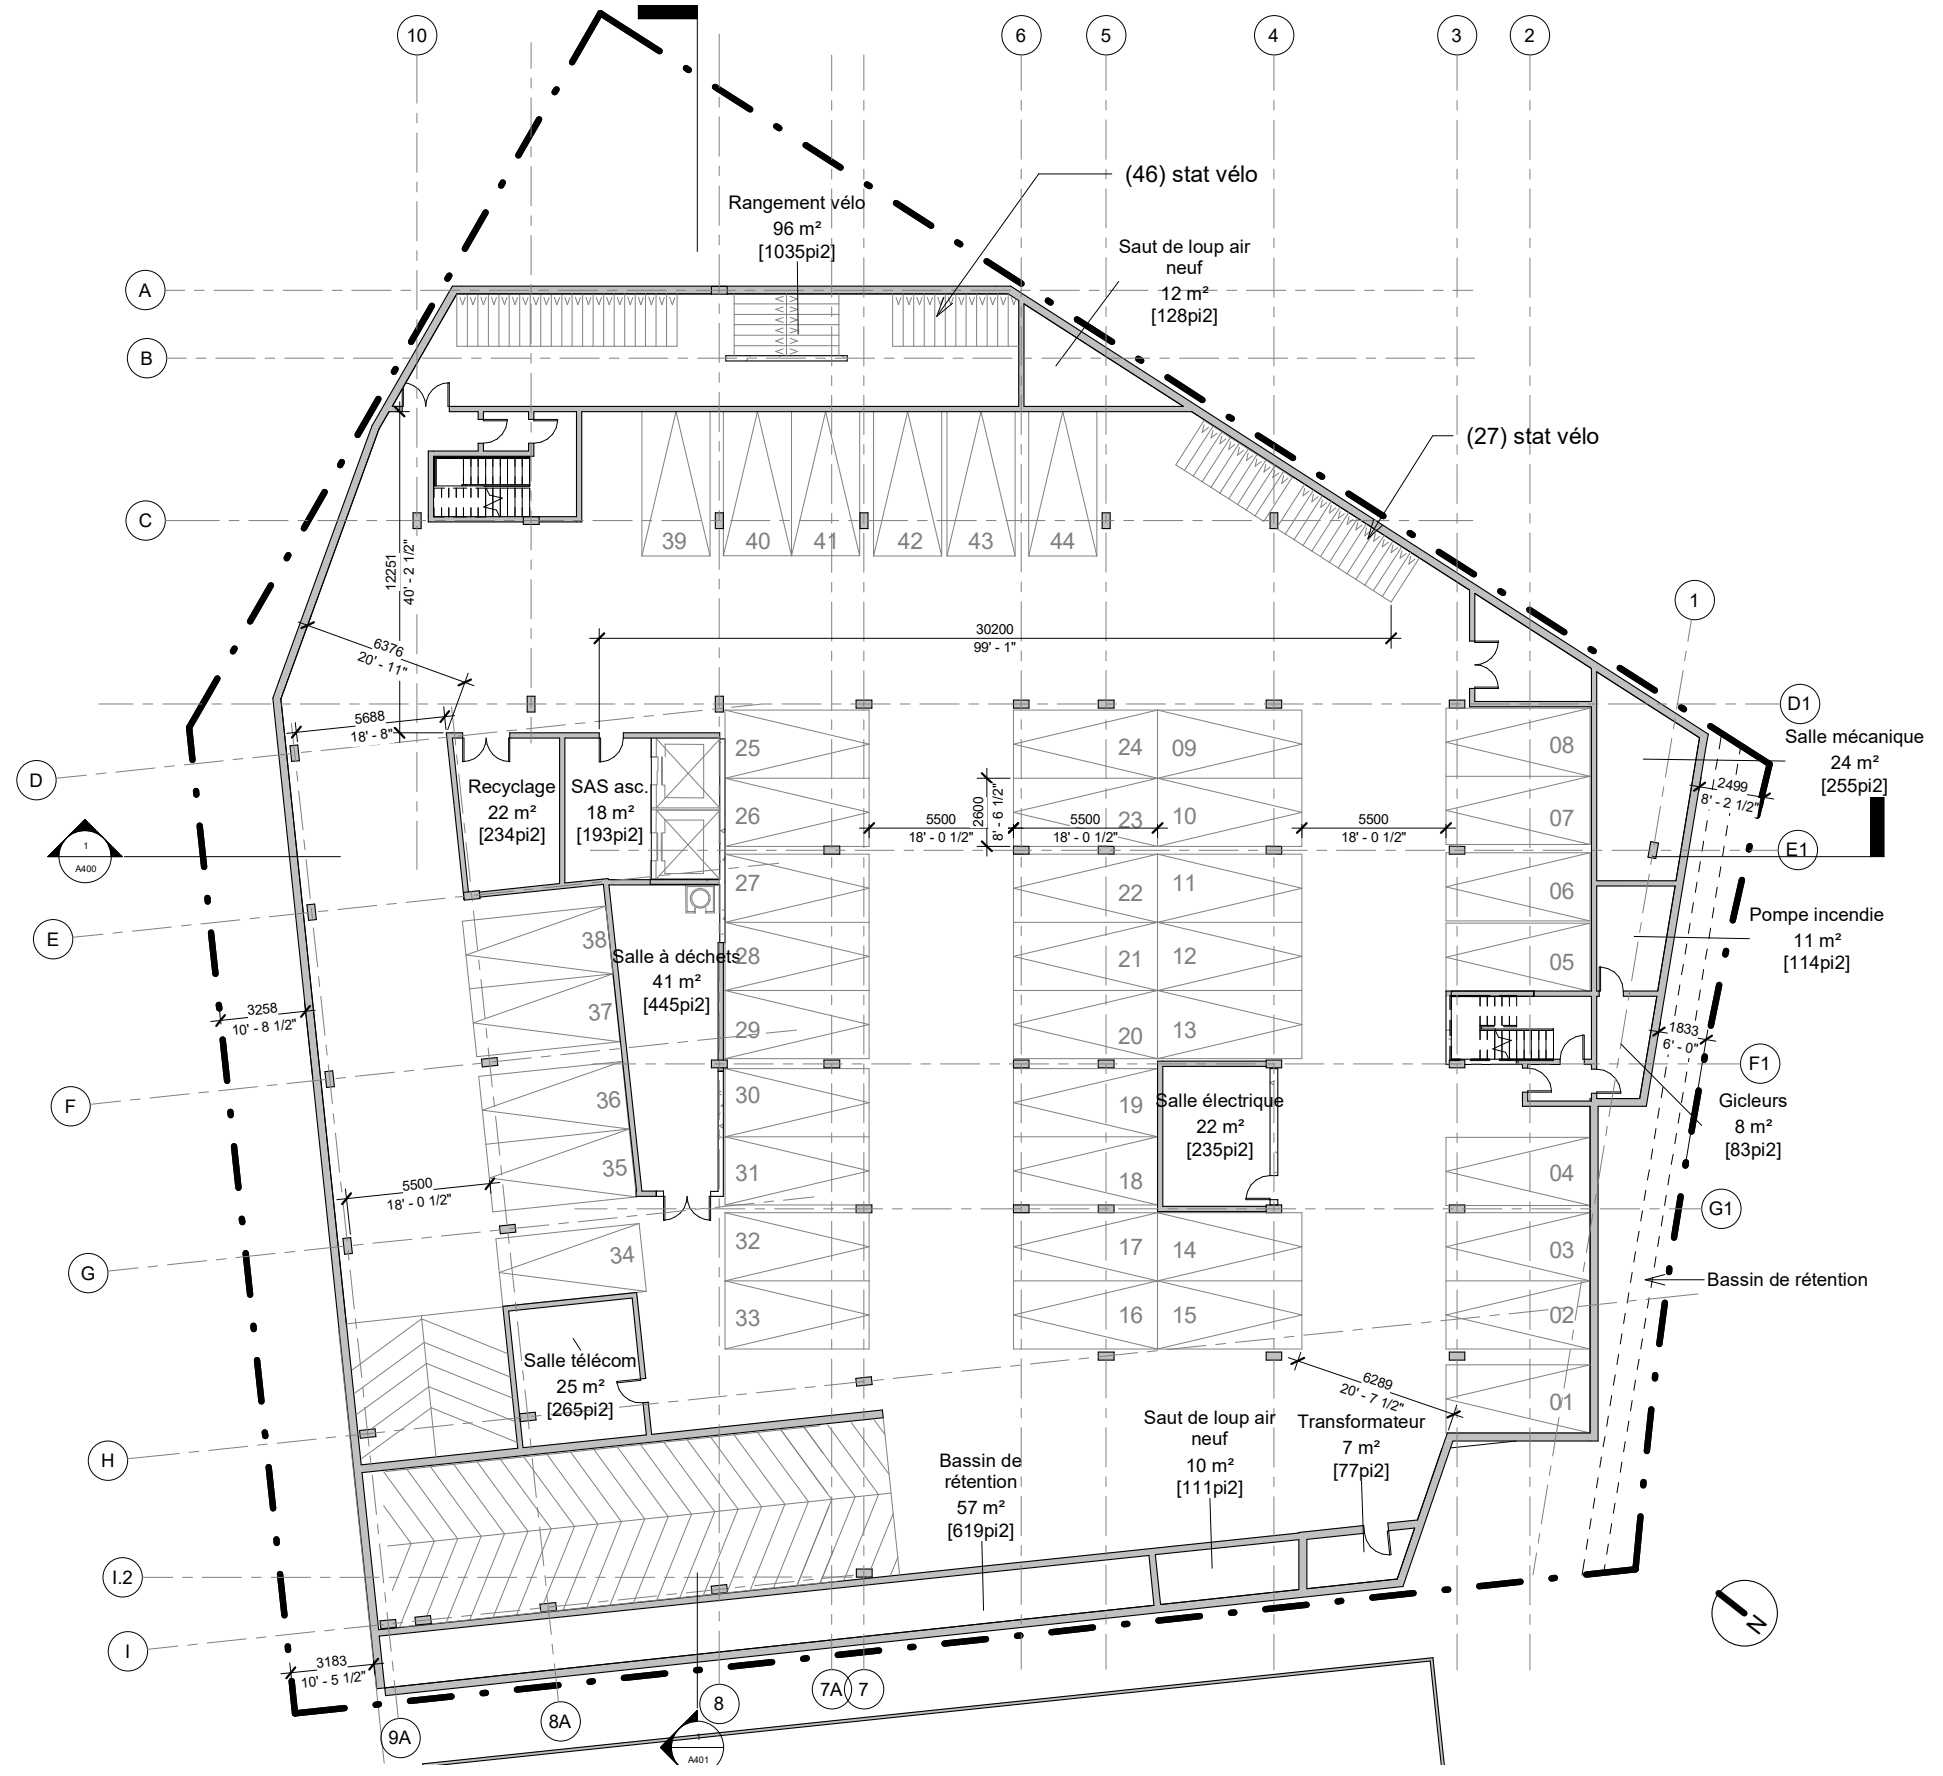 10
6
5
4
3
2
(46) stat vélo
Rangement vélo
96 m²
[1035pi2]
Saut de loup air
neuf
12 m²
[128pi2]
A
B
(27) stat vélo
C
39
40
41
42
43
44
12251
40' - 2 1/2"
1
30200
99' - 1"
6376
20' - 11"
5688
18' - 8"
D1
Salle mécanique
24 m²
[255pi2]
2499
8' - 2 1/2"
D
Recyclage
22 m²
[234pi2]
SAS asc.
18 m²
[193pi2]
25
26
27
28
29
30
31
32
33
24
23
22
21
20
19
18
17
16
09
10
11
12
13
14
15
08
07
06
05
04
03
02
01
2600
8' - 6 1/2"
5500
18' - 0 1/2"
5500
18' - 0 1/2"
5500
18' - 0 1/2"
1
A400
E1
E
38
37
36
35
34
Salle à déchets
41 m²
[445pi2]
Pompe incendie
11 m²
[114pi2]
3258
10' - 8 1/2"
1833
6' - 0"
F1
F
Salle électrique
22 m²
[235pi2]
Gicleurs
8 m²
[83pi2]
5500
18' - 0 1/2"
G1
G
Bassin de rétention
Salle télécom
25 m²
[265pi2]
6289
20' - 7 1/2"
H
Saut de loup air
neuf
10 m²
[111pi2]
Transformateur
7 m²
[77pi2]
Bassin de
rétention
57 m²
[619pi2]
I.2
I
N
3183
10' - 5 1/2"
9A
8A
8
7A
7
1
A401